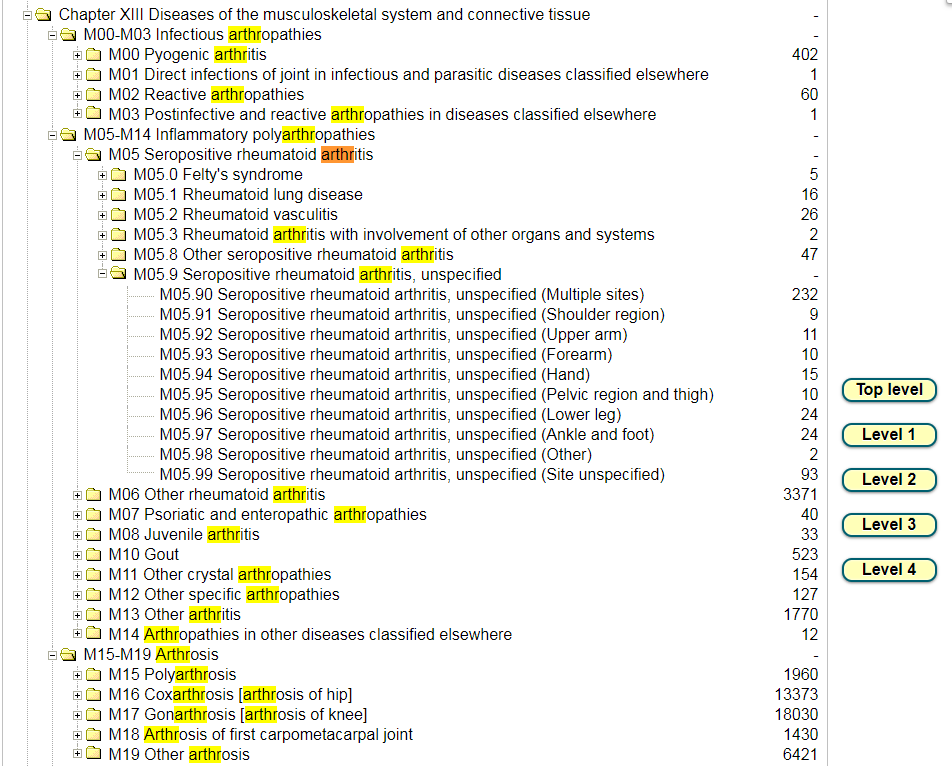 Chapter XIII Diseases of the musculoskeletal system and connective tissue -
M00-M03 Infectious arthropathies -
M00 Pyogenic arthritis 402
M01 Direct infections of joint in infectious and parasitic diseases classified elsewhere 1
M02 Reactive arthropathies 60
M03 Postinfective and reactive arthropathies in diseases classified elsewhere 1
M05-M14 Inflammatory polyarthropathies -
M05 Seropositive rheumatoid arthritis -
M05.0 Felty's syndrome 5
M05.1 Rheumatoid lung disease 16
M05.2 Rheumatoid vasculitis 26
M05.3 Rheumatoid arthritis with involvement of other organs and systems 2
M05.8 Other seropositive rheumatoid arthritis 47
M05.9 Seropositive rheumatoid arthritis, unspecified -
M05.90 Seropositive rheumatoid arthritis, unspecified (Multiple sites) 232
M05.91 Seropositive rheumatoid arthritis, unspecified (Shoulder region) 9
M05.92 Seropositive rheumatoid arthritis, unspecified (Upper arm) 11
M05.93 Seropositive rheumatoid arthritis, unspecified (Forearm) 10
M05.94 Seropositive rheumatoid arthritis, unspecified (Hand) 15
M05.95 Seropositive rheumatoid arthritis, unspecified (Pelvic region and thigh) 10
M05.96 Seropositive rheumatoid arthritis, unspecified (Lower leg) 24
M05.97 Seropositive rheumatoid arthritis, unspecified (Ankle and foot) 24
M05.98 Seropositive rheumatoid arthritis, unspecified (Other) 2
M05.99 Seropositive rheumatoid arthritis, unspecified (Site unspecified) 93
M06 Other rheumatoid arthritis 3371
M07 Psoriatic and enteropathic arthropathies 40
M08 Juvenile arthritis 33
M10 Gout 523
M11 Other crystal arthropathies 154
M12 Other specific arthropathies 127
M13 Other arthritis 1770
M14 Arthropathies in other diseases classified elsewhere 12
M15-M19 Arthrosis -
M15 Polyarthrosis 1960
M16 Coxarthrosis [arthrosis of hip] 13373
M17 Gonarthrosis [arthrosis of knee] 18030
M18 Arthrosis of first carpometacarpal joint 1430
M19 Other arthrosis 6421
Top level
Level 1
Level 2
Level 3
Level 4